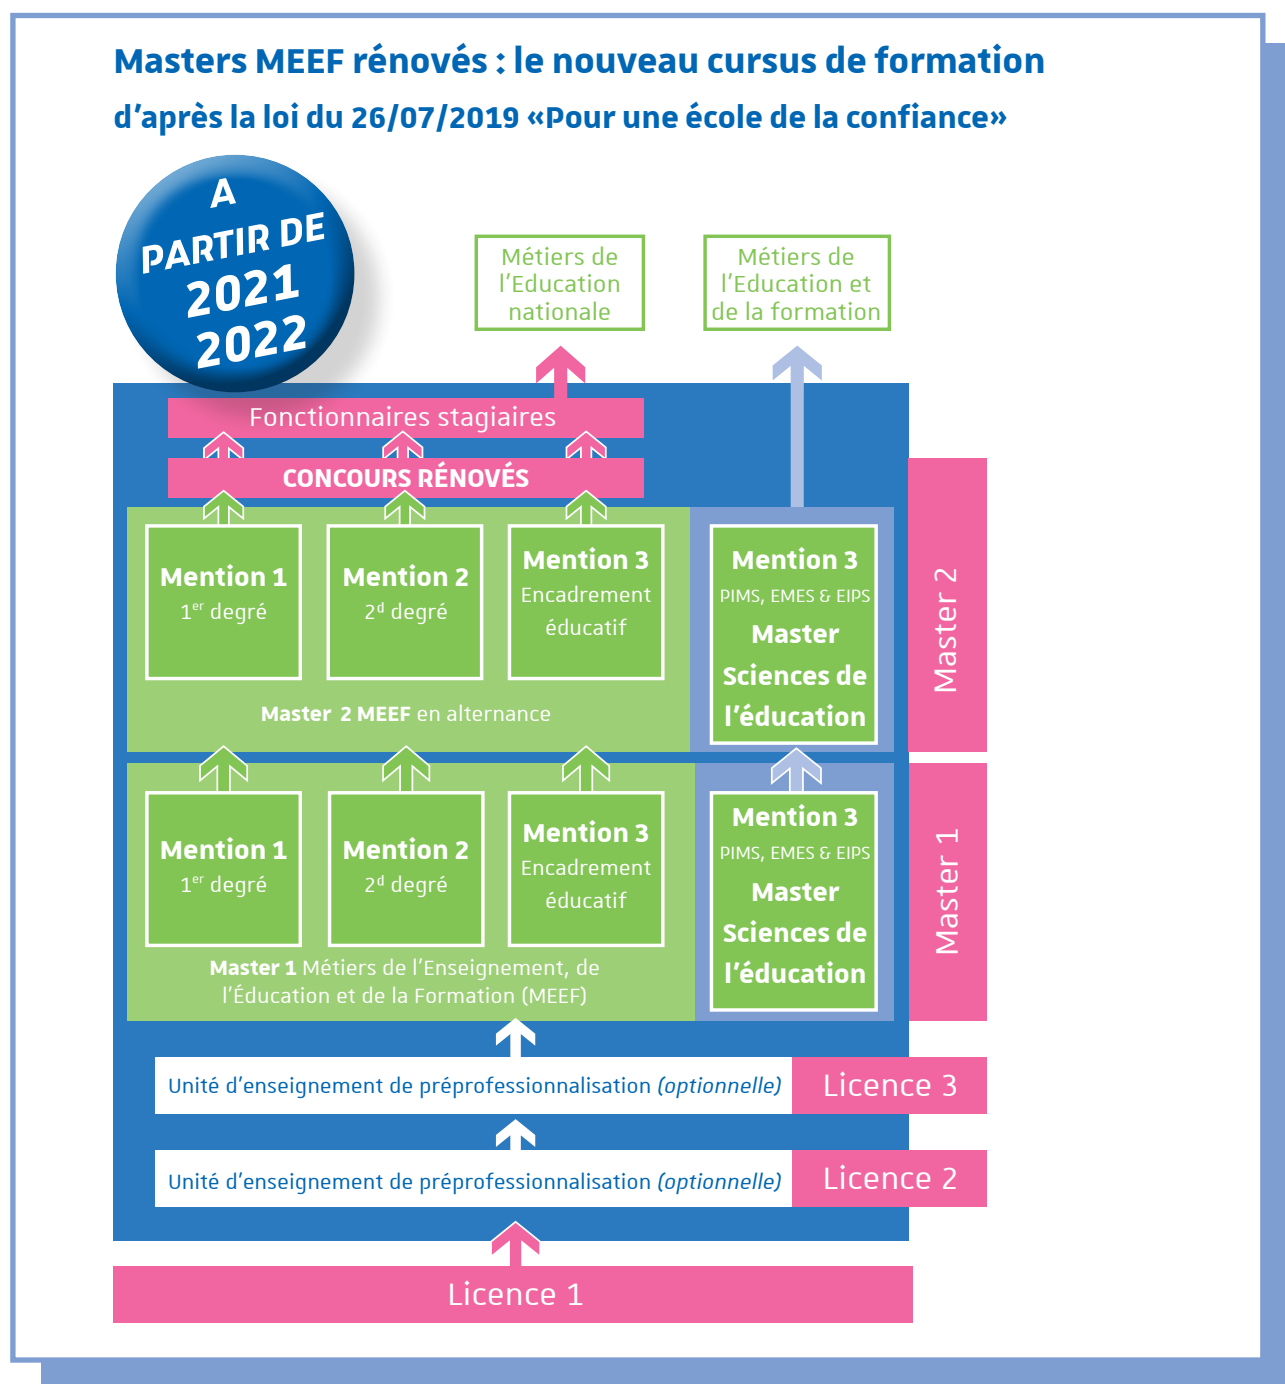 Masters MEEF rénovés : le nouveau cursus de formation
d'après la loi du 26/07/2019 «Pour une école de la confiance»
A
PARTIR DE
2021
2022
Métiers de
l'Education
nationale
Métiers de
l'Education et
de la formation
Fonctionnaires stagiaires
CONCOURS RÉNOVÉS
Mention 1
1er degré
Mention 2
2d degré
Mention 3
Encadrement
éducatif
Mention 3
PIMS, EMES & EIPS
Master
Sciences de
l'éducation
Master 2 MEEF en alternance
Master 2
Mention 1
1er degré
Mention 2
2d degré
Mention 3
Encadrement
éducatif
Mention 3
PIMS, EMES & EIPS
Master
Sciences de
l'éducation
Master 1 Métiers de l'Enseignement, de
l'Éducation et de la Formation (MEEF)
Master 1
Unité d'enseignement de préprofessionnalisation (optionnelle)
Licence 3
Unité d'enseignement de préprofessionnalisation (optionnelle)
Licence 2
Licence 1